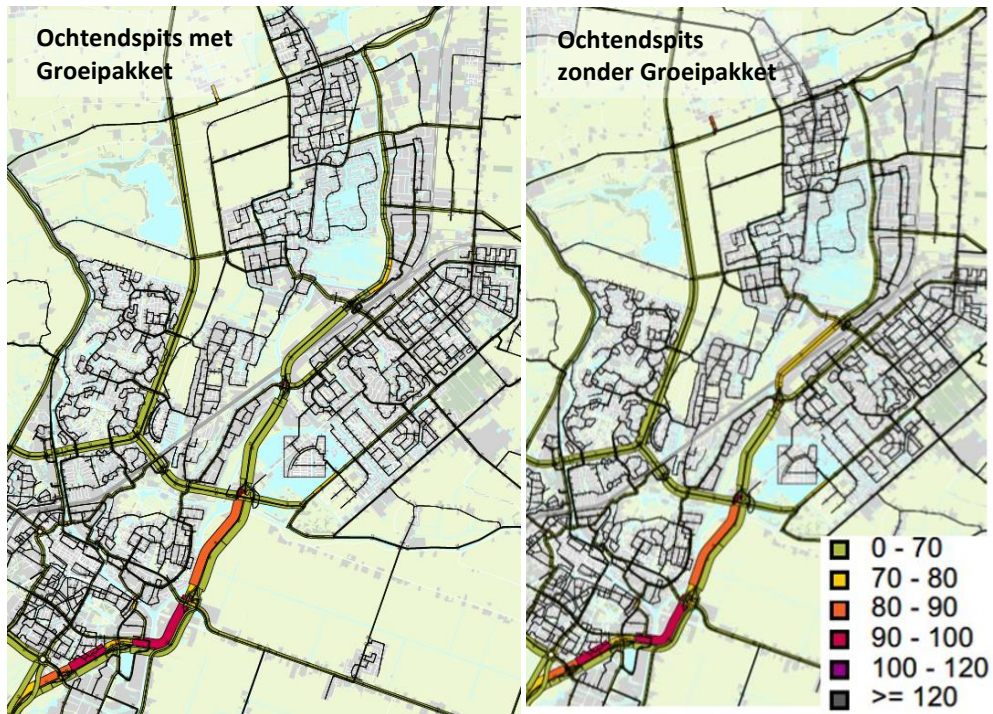 Ochtendspits met
Groeipakket
Ochtendspits
zonder Groeipakket
0 - 70
70 - 80
80 - 90
90 - 100
100 - 120
>= 120